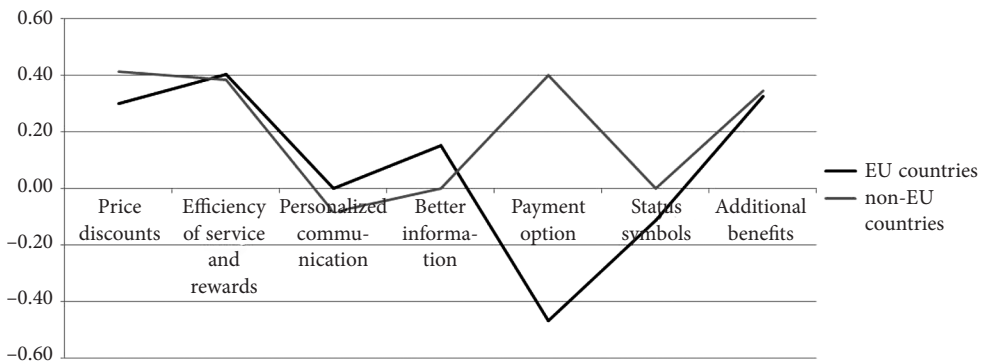 0.60
0.40
0.20
0.00
–0.20
–0.40
–0.60
Price
discounts
Efficiency
of service
and
rewards
Personalized
commu-
nication
Better
informa-
tion
Payment
option
Status
symbols
Additional
benefits
EU countries
non-EU
countries